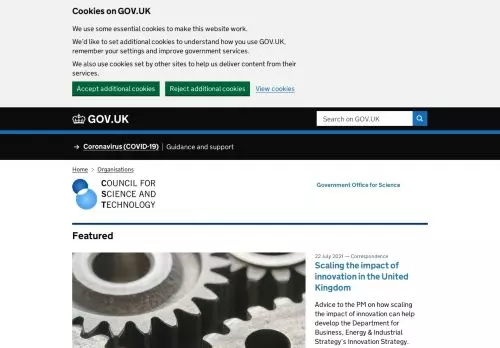 Cookies on GOV.UK
We use some essential cookies to make this website work.
We'd like to set additional cookies to understand how you use GOV.UK,
remember your settings and improve government services.
We also use cookies set by other sites to help us deliver content from their
services.
Accept additional cookies Reject additional cookies View cookies
GOV.UK Search on GOV.UK
→ Coronavirus (COVID-19) | Guidance and support
Home > Organisations
COUNCIL FOR
SCIENCE AND
TECHNOLOGY
Government Office for Science
Featured
22 July 2021 — Correspondence
Scaling the impact of
innovation in the United
Kingdom
Advice to the PM on how scaling
the impact of innovation can help
develop the Department for
Business, Energy & Industrial
Strategy's Innovation Strategy.